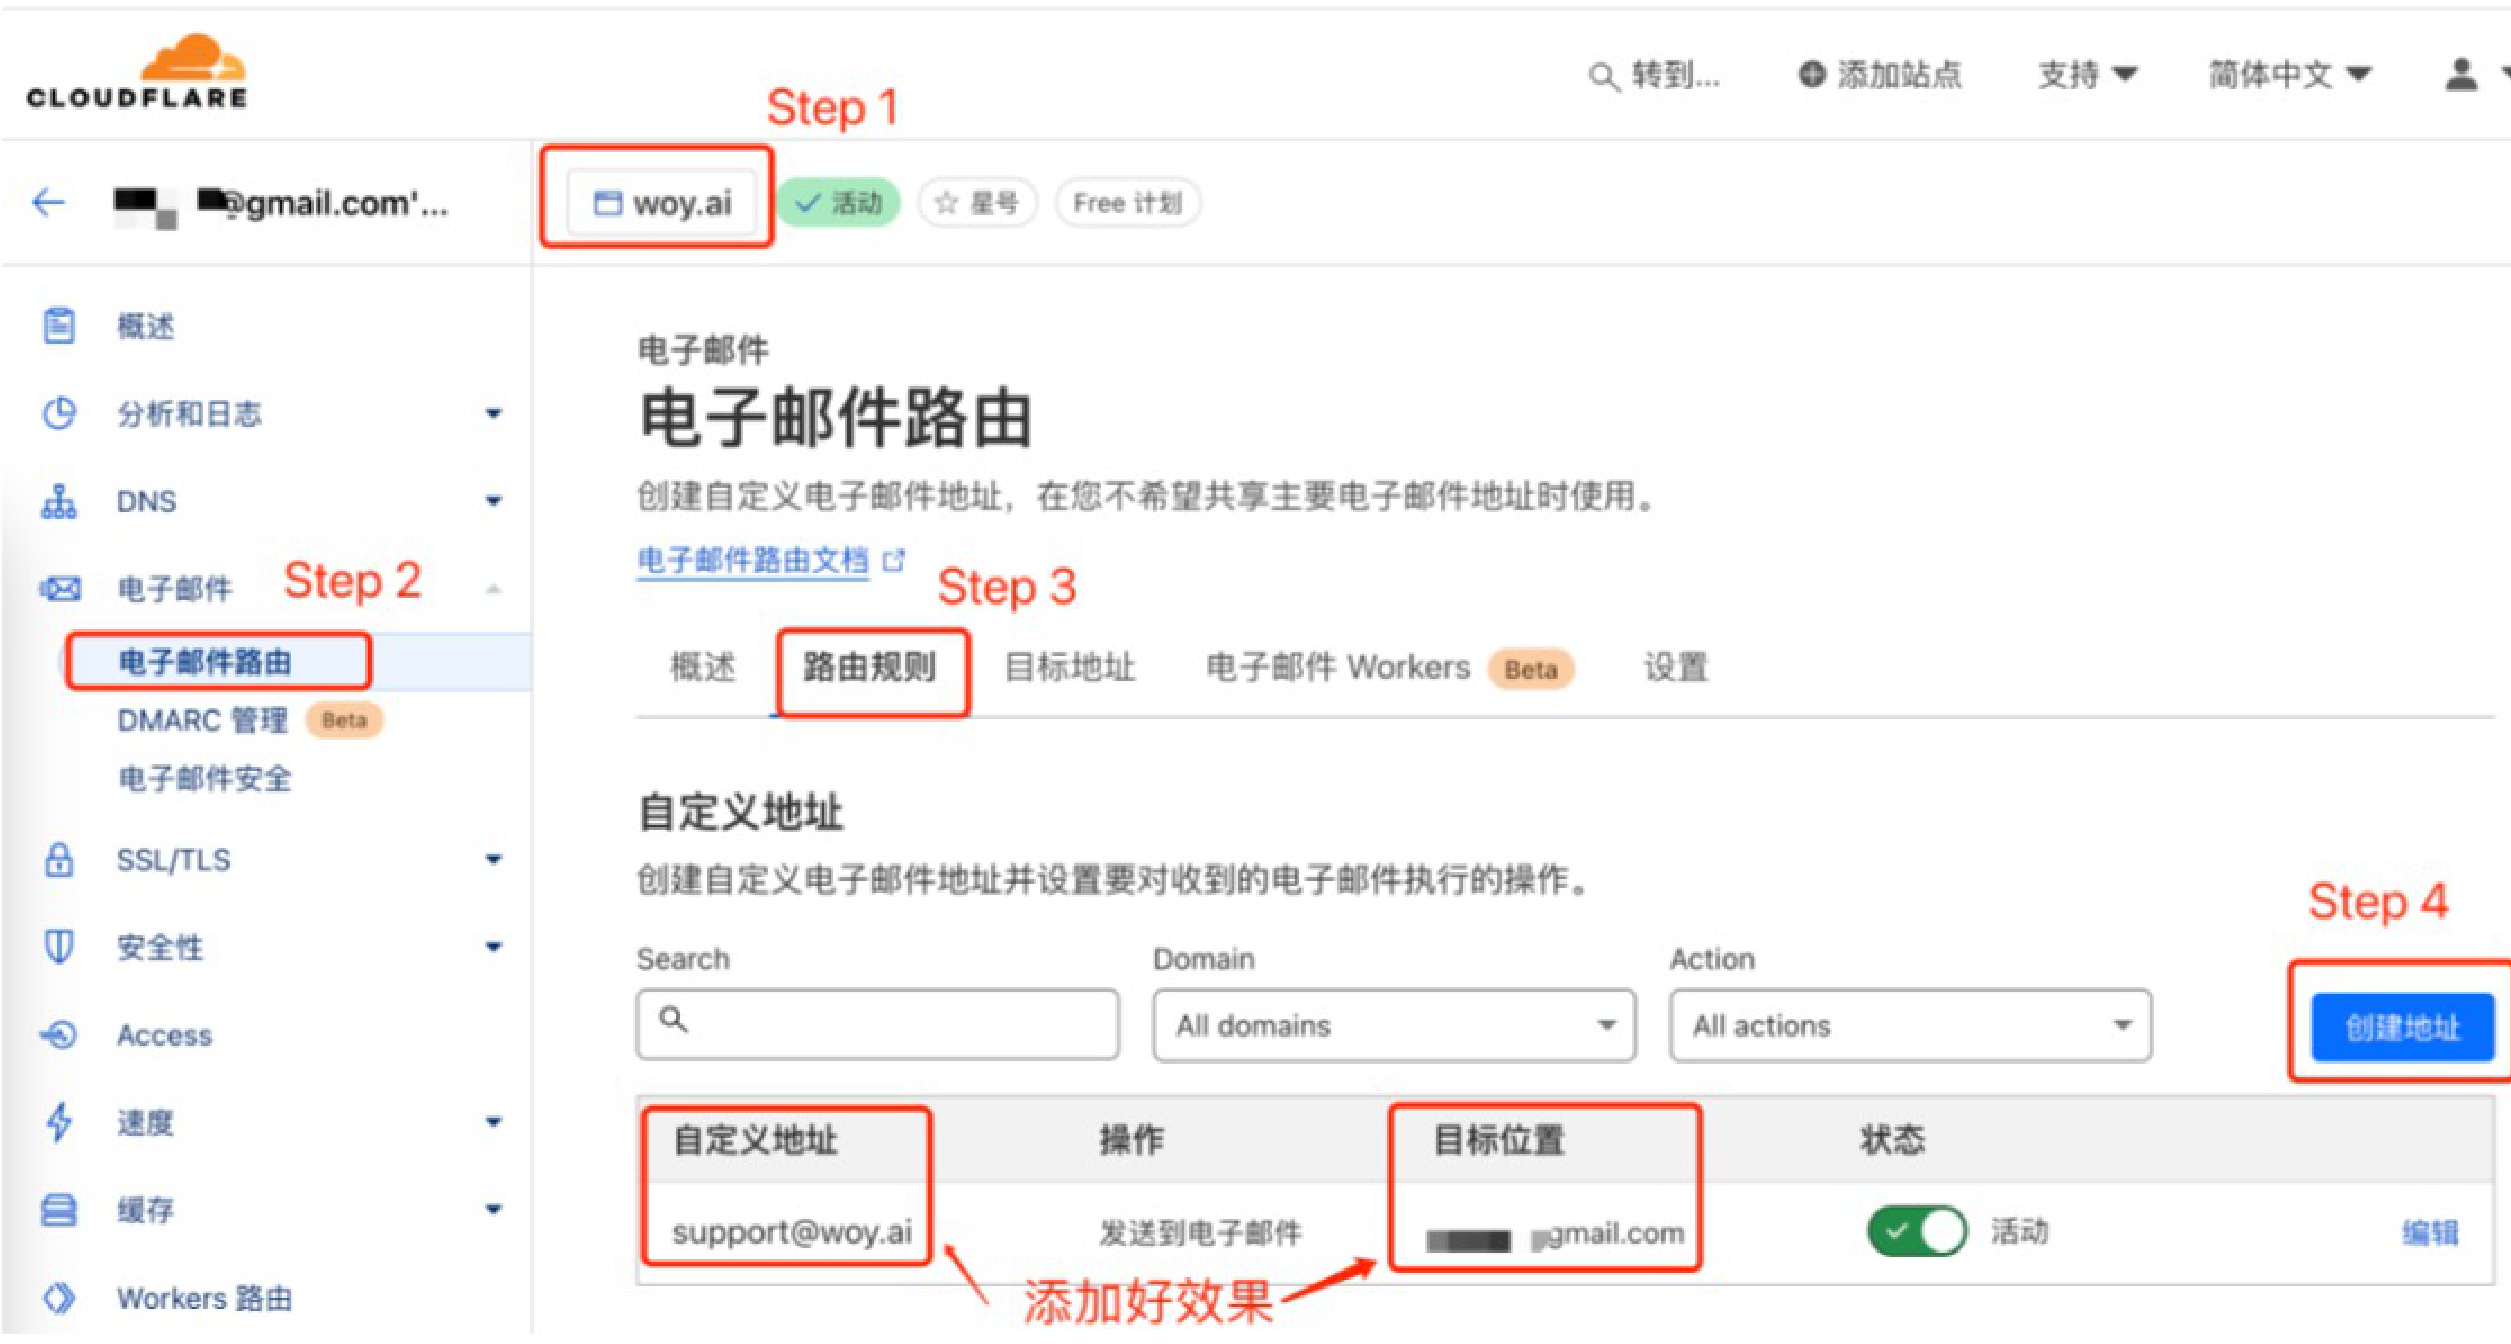 CLOUDFLARE
转到...
添加站点
支持
简体中文
Step 1
@gmail.com'...
woy.ai
活动
星号
Free 计划
概述
分析和日志
DNS
电子邮件
Step 2
电子邮件路由
DMARC 管理 Beta
电子邮件安全
SSL/TLS
安全性
Access
速度
缓存
Workers 路由
电子邮件
电子邮件路由
创建自定义电子邮件地址，在您不希望共享主要电子邮件地址时使用。
电子邮件路由文档
Step 3
概述 路由规则 目标地址 电子邮件 Workers Beta 设置
自定义地址
创建自定义电子邮件地址并设置要对收到的电子邮件执行的操作。
Step 4
Search Domain Action
All domains All actions 创建地址
自定义地址 操作 目标位置 状态
support@woy.ai 发送到电子邮件 gmail.com 活动 编辑
添加好效果